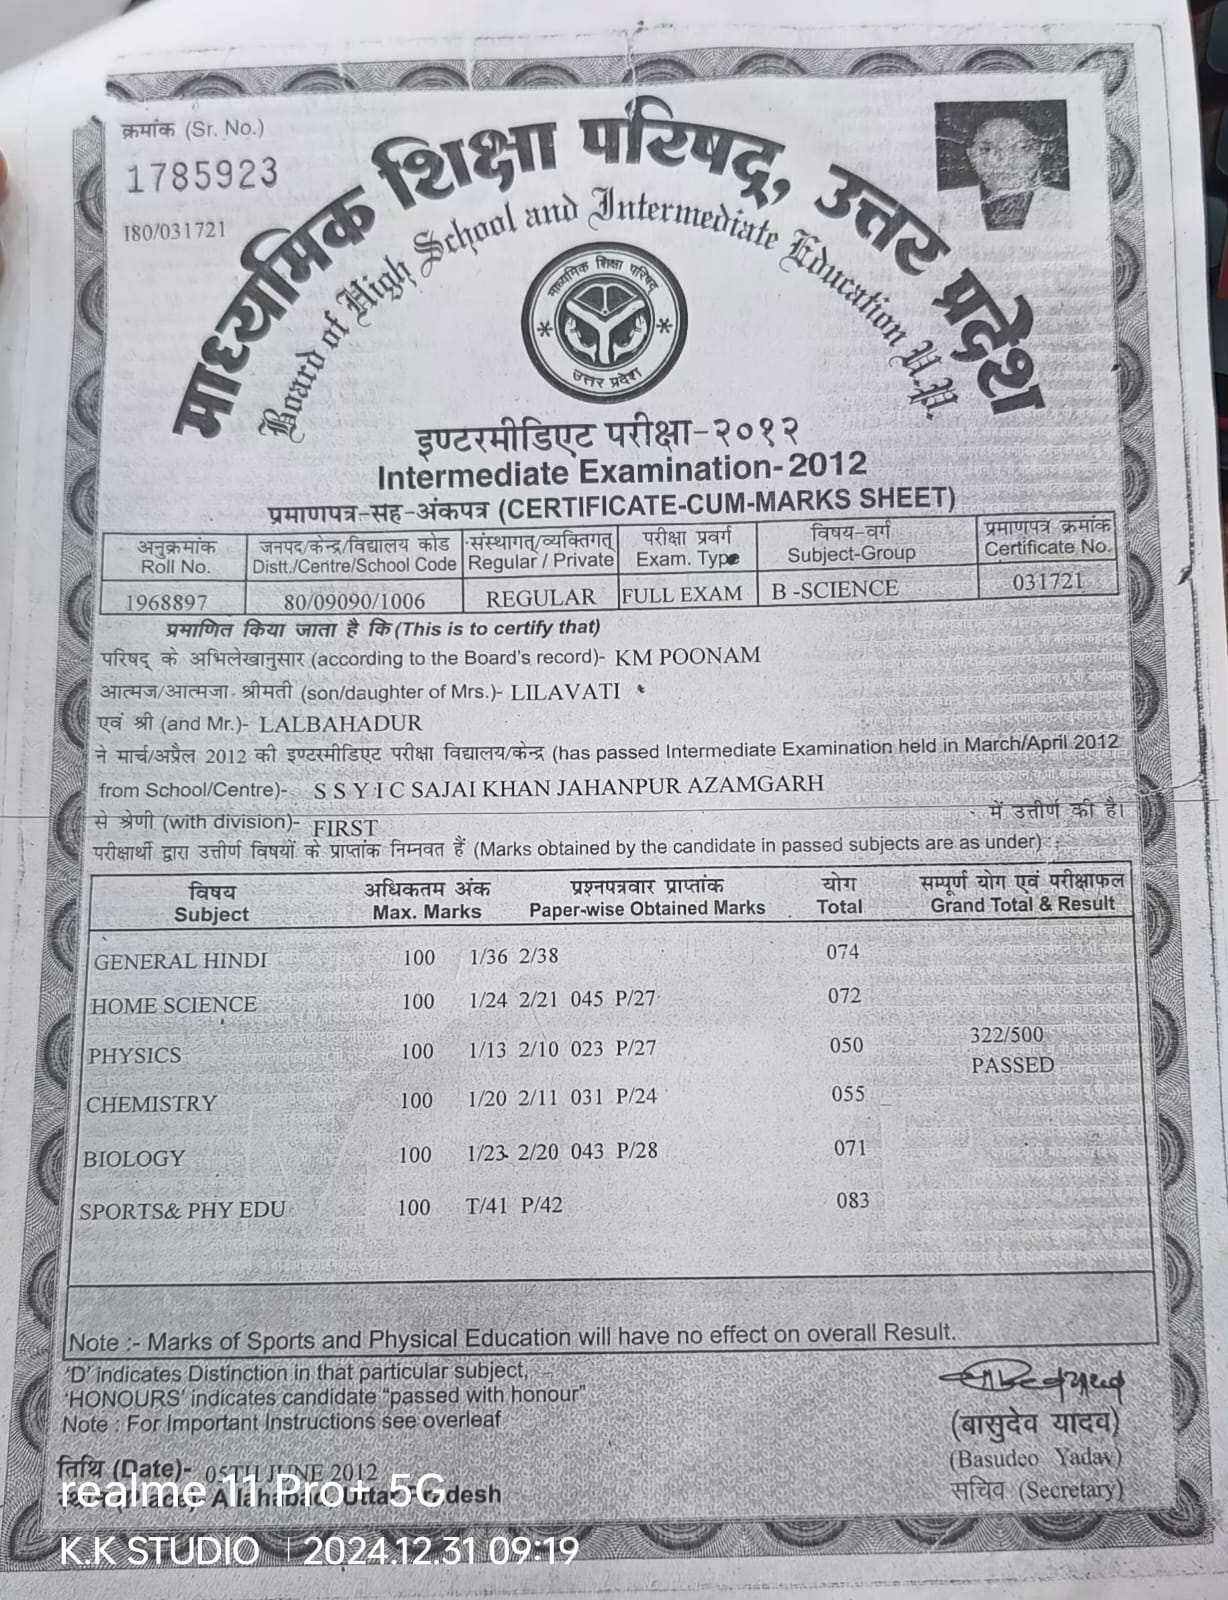 क्रमांक (Sr. No.)
1785923
180/031721
माध्यमिक शिक्षा परिषद्, उत्तर प्रदेश
Board of High School and Intermediate Education U.P.
माध्यमिक शिक्षा परिषद्
उत्तर प्रदेश
इण्टरमीडिएट परीक्षा-२०१२
Intermediate Examination-2012
प्रमाणपत्र-सह-अंकपत्र (CERTIFICATE-CUM-MARKS SHEET)
अनुक्रमांक जनपद/केन्द्र/विद्यालय कोड संस्थागत्/व्यक्तिगत् परीक्षा प्रवर्ग विषय-वर्ग प्रमाणपत्र क्रमांक
Roll No. Distt./Centre/School Code Regular / Private Exam. Type Subject-Group Certificate No.
1968897 80/09090/1006 REGULAR FULL EXAM B -SCIENCE 031721
प्रमाणित किया जाता है कि (This is to certify that)
परिषद् के अभिलेखानुसार (according to the Board's record)- KM POONAM
आत्मज/आत्मजा श्रीमती (son/daughter of Mrs.)- LILAVATI
एवं श्री (and Mr.)- LALBAHADUR
ने मार्च/अप्रैल 2012 की इण्टरमीडिएट परीक्षा विद्यालय/केन्द्र (has passed Intermediate Examination held in March/April 2012
from School/Centre)- S S Y I C SAJAI KHAN JAHANPUR AZAMGARH
से श्रेणी (with division)- FIRST में उत्तीर्ण की है।
परीक्षार्थी द्वारा उत्तीर्ण विषयों के प्राप्तांक निम्नवत हैं (Marks obtained by the candidate in passed subjects are as under)
विषय अधिकतम अंक प्रश्नपत्रवार प्राप्तांक योग सम्पूर्ण योग एवं परीक्षाफल
Subject Max. Marks Paper-wise Obtained Marks Total Grand Total & Result
GENERAL HINDI 100 1/36 2/38 074
HOME SCIENCE 100 1/24 2/21 045 P/27 072
PHYSICS 100 1/13 2/10 023 P/27 050 322/500
PASSED
CHEMISTRY 100 1/20 2/11 031 P/24 055
BIOLOGY 100 1/23 2/20 043 P/28 071
SPORTS& PHY EDU 100 T/41 P/42 083
Note :- Marks of Sports and Physical Education will have no effect on overall Result.
'D' indicates Distinction in that particular subject,
'HONOURS' indicates candidate "passed with honour"
Note : For Important Instructions see overleaf
(बासुदेव यादव)
(Basudeo Yadav)
सचिव (Secretary)
तिथि (Date)- 05TH JUNE 2012
Allahabad Uttar Pradesh
realme 11 Pro+ 5G
K.K STUDIO | 2024.12.31 09:19